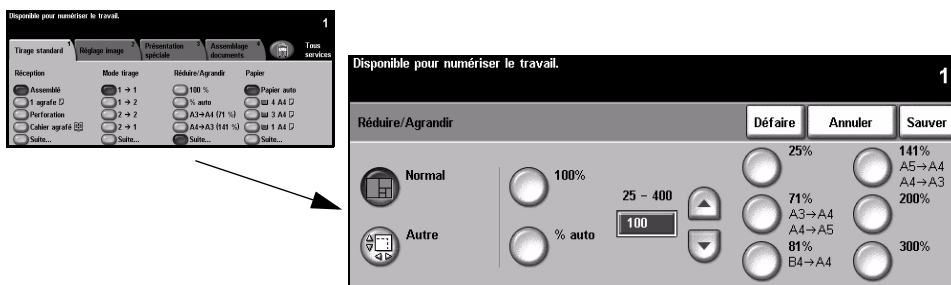 Disponible pour numériser le travail.
1
Tirage standard 1
Réglage image 2
Présentation spéciale 3
Assemblage documents 4
Tous services
Réception
Mode tirage
Réduire/Agrandir
Papier
Assemblé
1 → 1
100 %
Papier auto
1 agrafe
1 → 2
% auto
4 A4
Perforation
2 → 2
A3→A4 (71 %)
3 A4
Cahier agrafé
2 → 1
A4→A3 (141 %)
1 A4
Suite...
Suite...
Suite...
Disponible pour numériser le travail.
1
Réduire/Agrandir
Défaire
Annuler
Sauver
Normal
100%
25 - 400
100
Autre
% auto
25%
141%
A5→A4
A4→A3
71%
A3→A4
A4→A5
200%
81%
B4→A4
300%